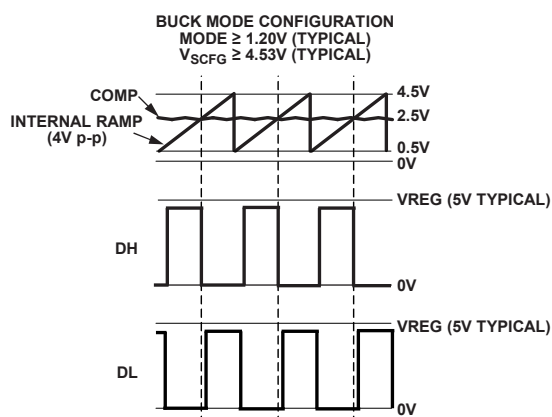 BUCK MODE CONFIGURATION
MODE ≥ 1.20V (TYPICAL)
VSCFG ≥ 4.53V (TYPICAL)
COMP
INTERNAL RAMP
(4V p-p)
4.5V
2.5V
0.5V
0V
VREG (5V TYPICAL)
DH
0V
VREG (5V TYPICAL)
DL
0V